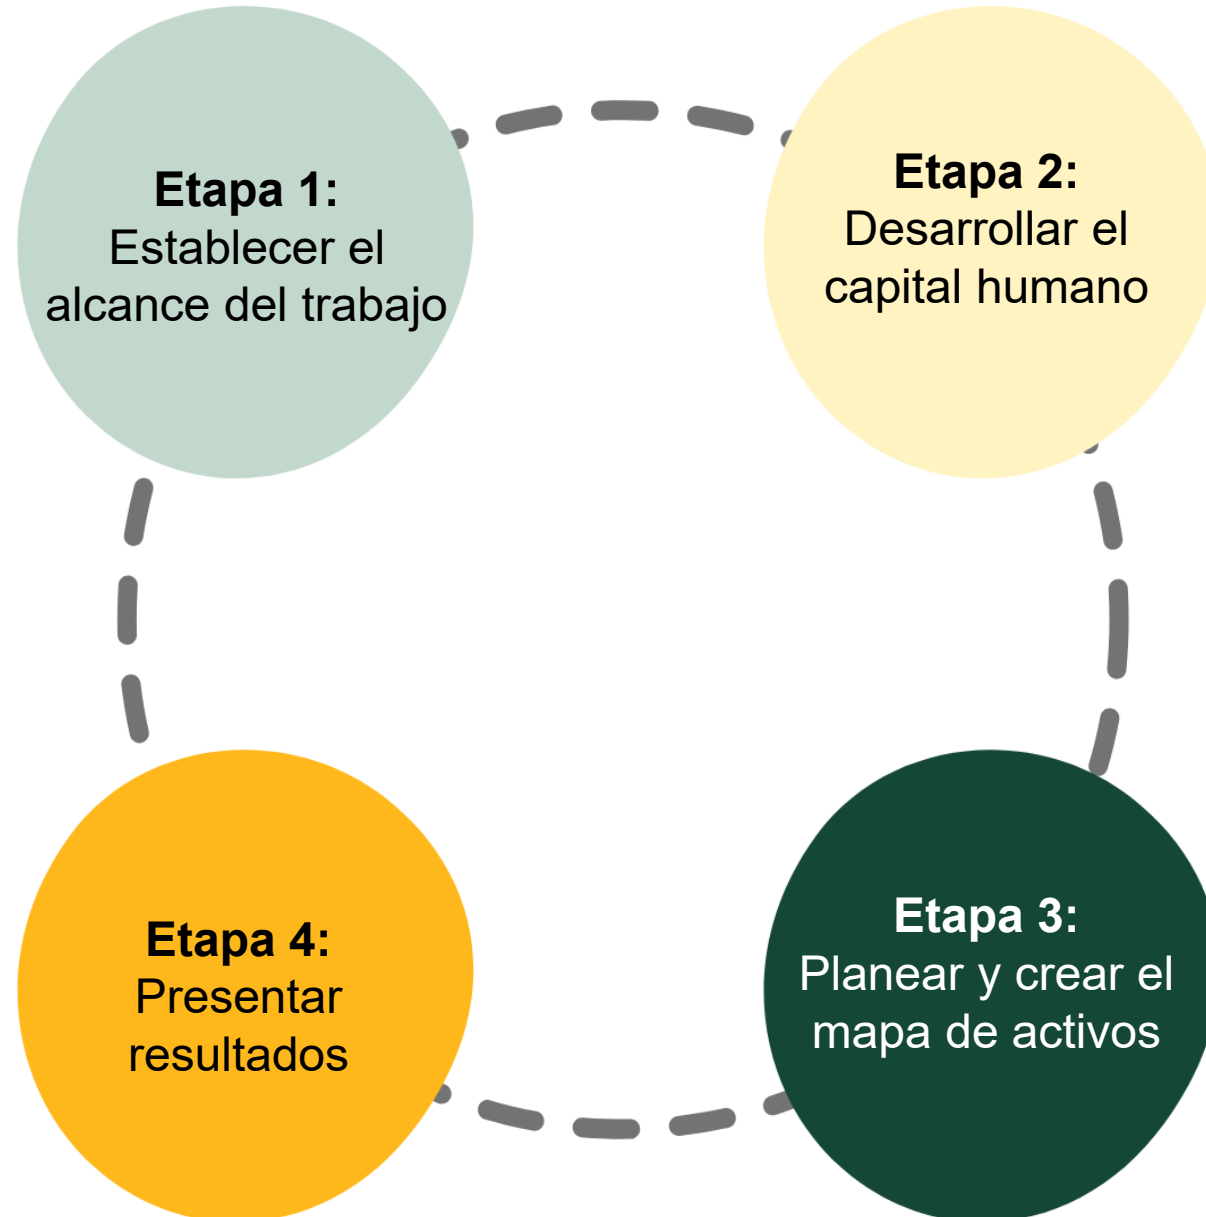 Etapa 1:
Establecer el
alcance del trabajo
Etapa 2:
Desarrollar el
capital humano
Etapa 3:
Planear y crear el
mapa de activos
Etapa 4:
Presentar
resultados